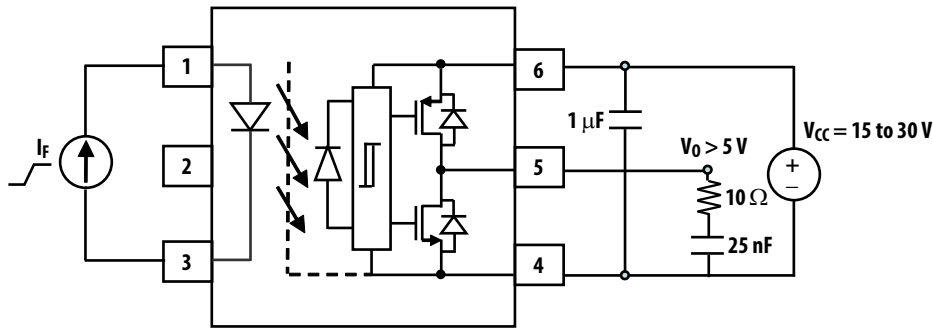 1
6
1 μF
V_CC = 15 to 30 V
I_F
V_O > 5 V
+
–
2
5
10 Ω
25 nF
3
4